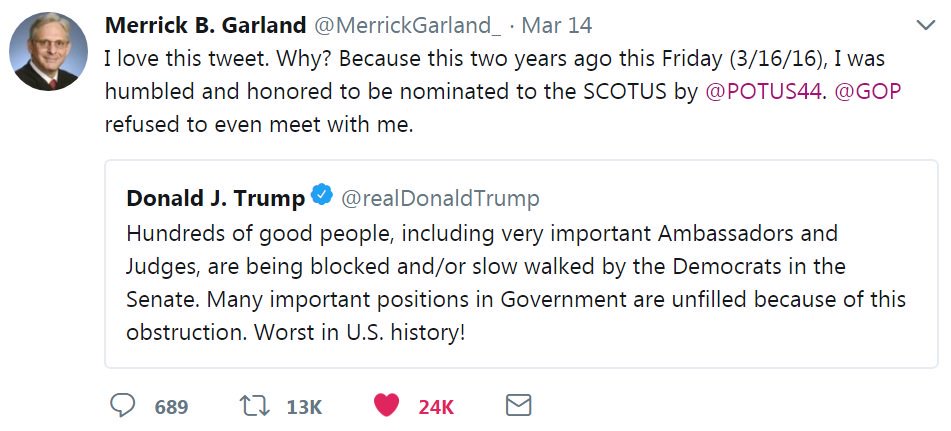 Merrick B. Garland @MerrickGarland_ · Mar 14
I love this tweet. Why? Because this two years ago this Friday (3/16/16), I was
humbled and honored to be nominated to the SCOTUS by @POTUS44. @GOP
refused to even meet with me.
Donald J. Trump @realDonaldTrump
Hundreds of good people, including very important Ambassadors and
Judges, are being blocked and/or slow walked by the Democrats in the
Senate. Many important positions in Government are unfilled because of this
obstruction. Worst in U.S. history!
689 13K 24K